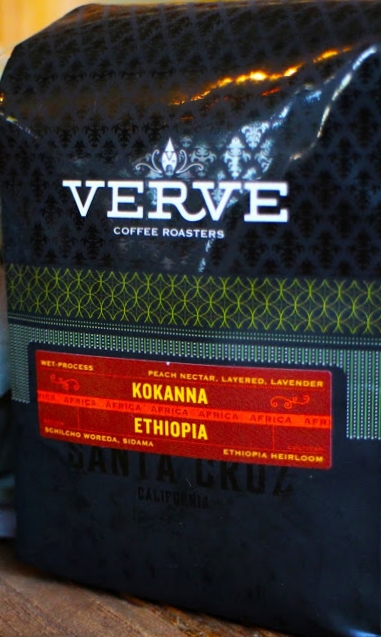 VERVE
COFFEE ROASTERS
WET-PROCESS
PEACH NECTAR, LAYERED, LAVENDER
KOKANNA
AFRICA AFRICA AFRICA AFRICA AFRICA AFRICA
ETHIOPIA
SCHILCHO WOREDA, SIDAMA
ETHIOPIA HEIRLOOM
SANTA CRUZ
CALIFORNIA